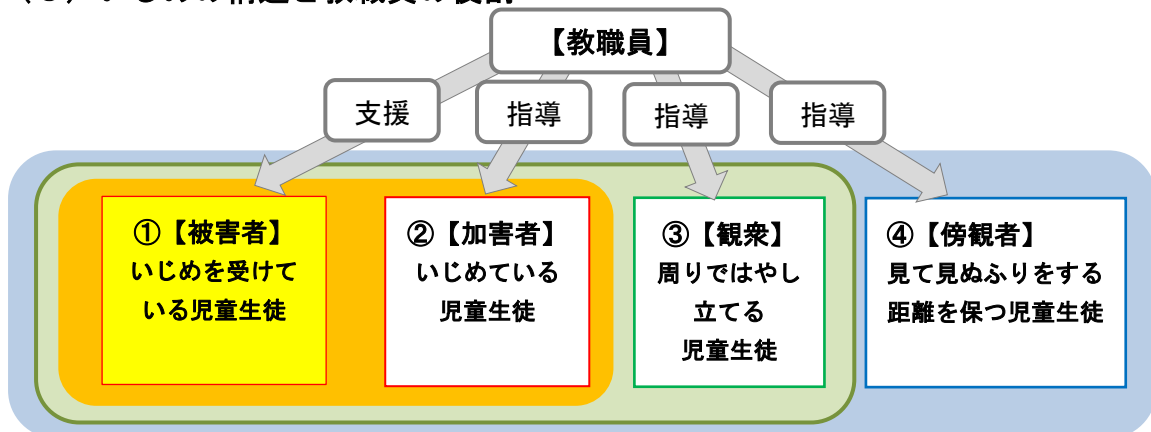 【教職員】
支援
指導
指導
指導
①【被害者】
いじめを受けて
いる児童生徒
②【加害者】
いじめている
児童生徒
③【観衆】
周りではやし
立てる
児童生徒
④【傍観者】
見て見ぬふりをする
距離を保つ児童生徒